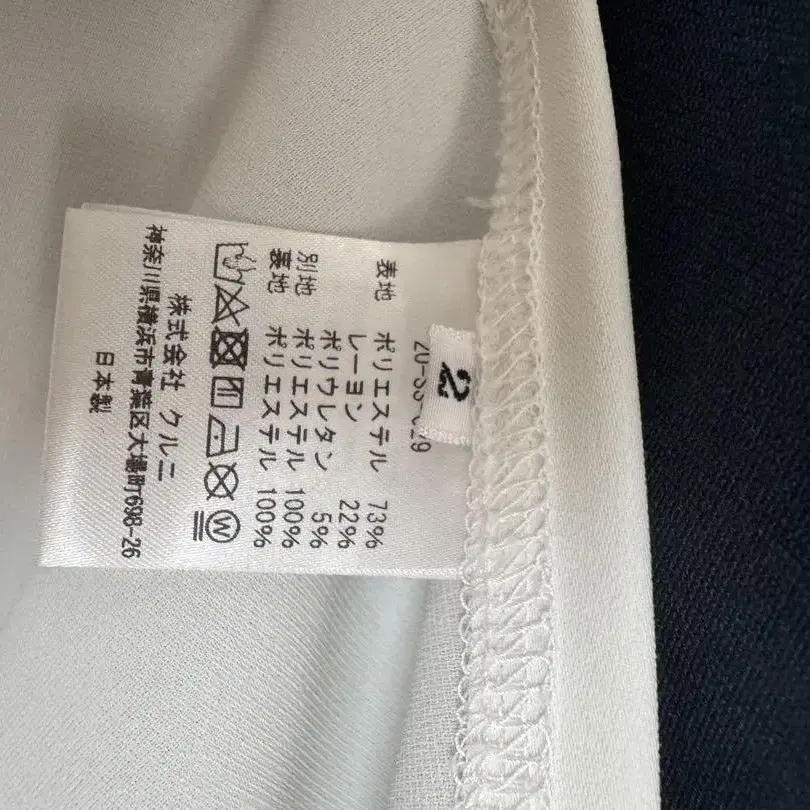 2
表地 ポリエステル 73%
レーヨン 22%
ポリウレタン 5%
別地 ポリエステル 100%
裏地 ポリエステル 100%
W
株式会社 クルニ
神奈川県横浜市青葉区大場町698-26
日本製